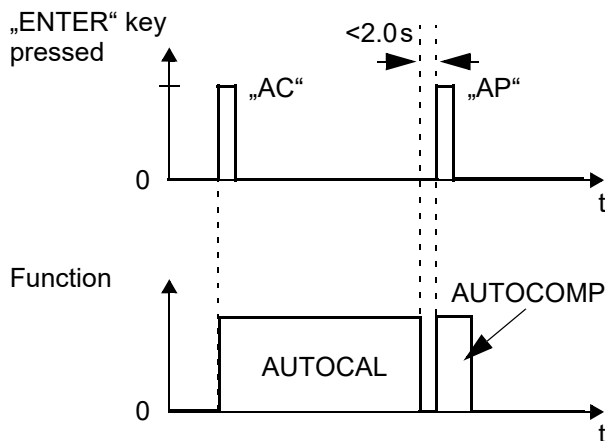 „ENTER“ key
pressed
<2.0s
„AC“
„AP“
0
t
Function
AUTOCOMP
AUTOCAL
0
t